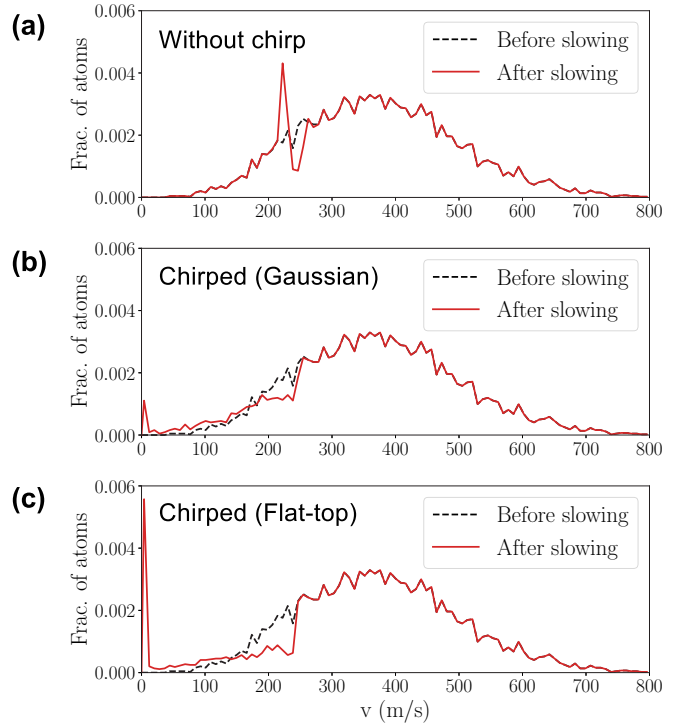 (a)
Without chirp
Before slowing
After slowing
Frac. of atoms
0.006
0.004
0.002
0.000
0 100 200 300 400 500 600 700 800
(b)
Chirped (Gaussian)
Before slowing
After slowing
Frac. of atoms
0.006
0.004
0.002
0.000
0 100 200 300 400 500 600 700 800
(c)
Chirped (Flat-top)
Before slowing
After slowing
Frac. of atoms
0.006
0.004
0.002
0.000
0 100 200 300 400 500 600 700 800
v (m/s)